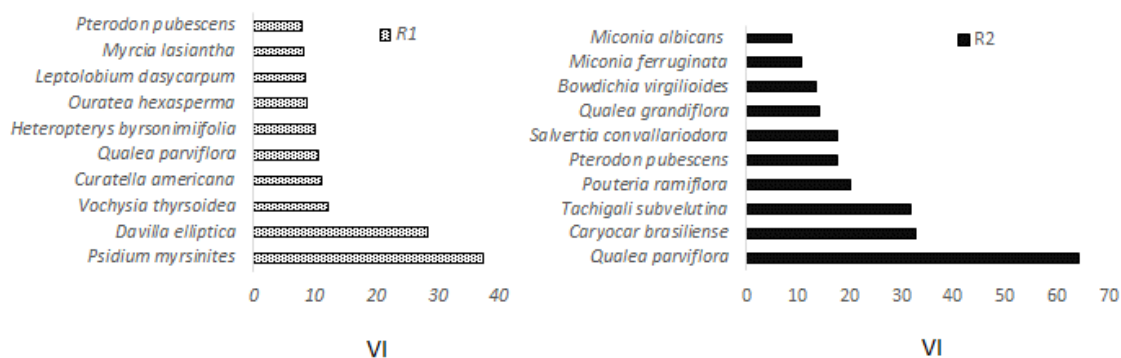 Pterodon pubescens
Myrcia lasiantha
Leptolobium dasycarpum
Ouratea hexasperma
Heteropterys byrsonimiifolia
Qualea parviflora
Curatella americana
Vochysia thyrsoidea
Davilla elliptica
Psidium myrsinites
R1
0 10 20 30 40
VI
Miconia albicans
Miconia ferruginata
Bowdichia virgilioides
Qualea grandiflora
Salvertia convallariodora
Pterodon pubescens
Pouteria ramiflora
Tachigali subvelutina
Caryocar brasiliense
Qualea parviflora
R2
0 10 20 30 40 50 60 70
VI